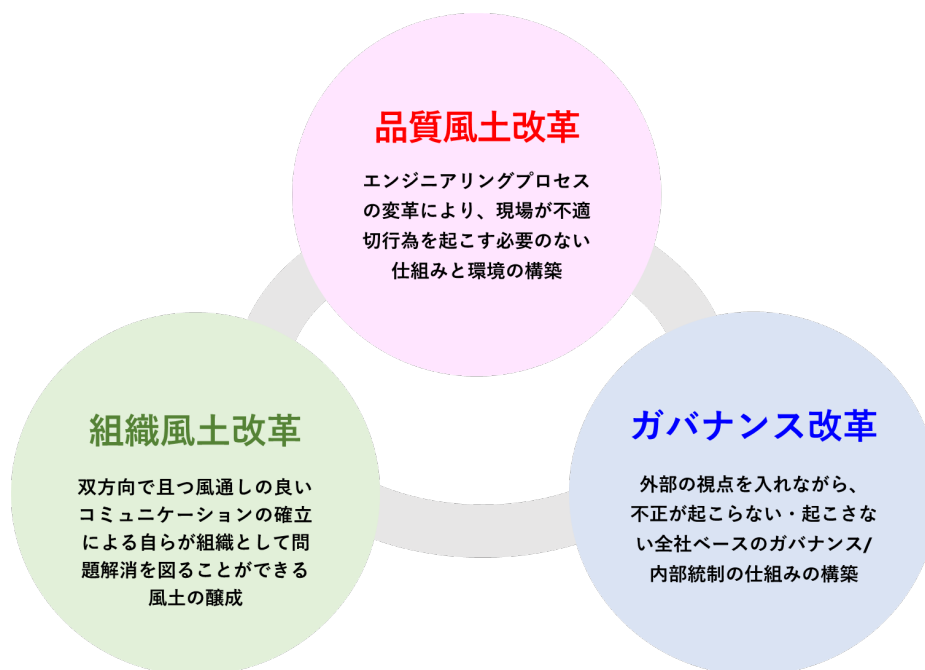 品質風土改革
エンジニアリングプロセス
の変革により、現場が不適
切行為を起こす必要のない
仕組みと環境の構築
組織風土改革
双方向で且つ風通しの良い
コミュニケーションの確立
による自らが組織として問
題解消を図ることができる
風土の醸成
ガバナンス改革
外部の視点を入れながら、
不正が起こらない・起こさな
い全社ベースのガバナンス/
内部統制の仕組みの構築